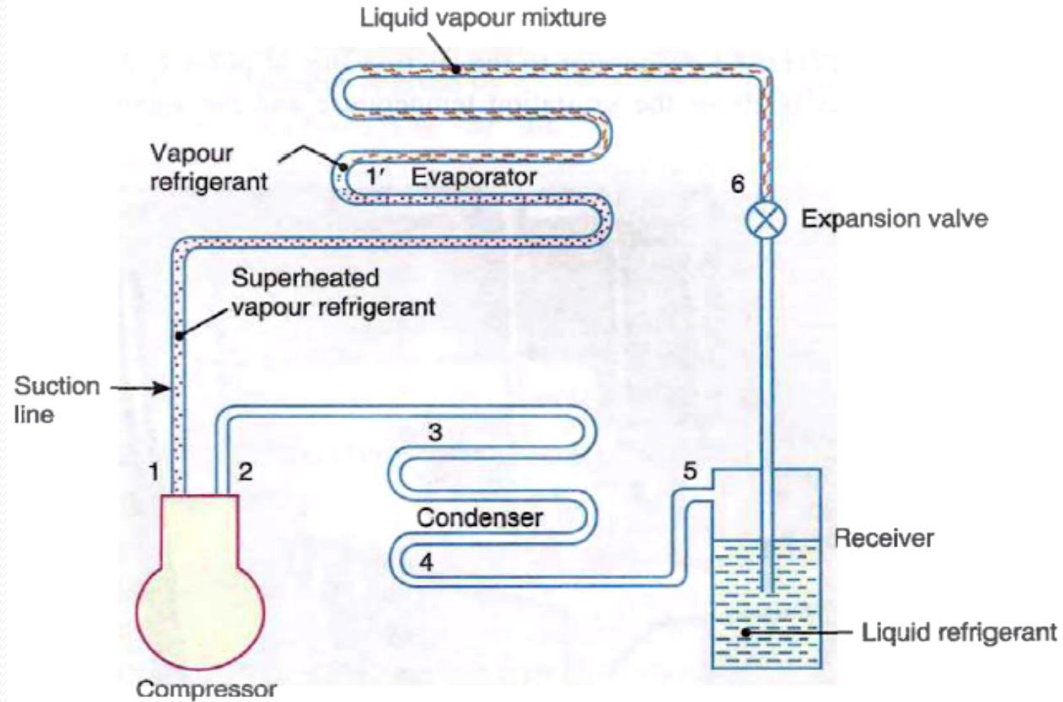 Liquid vapour mixture
Vapour
refrigerant
1′ Evaporator
6
Expansion valve
Superheated
vapour refrigerant
Suction
line
3
1
2
5
Condenser
Receiver
4
Liquid refrigerant
Compressor